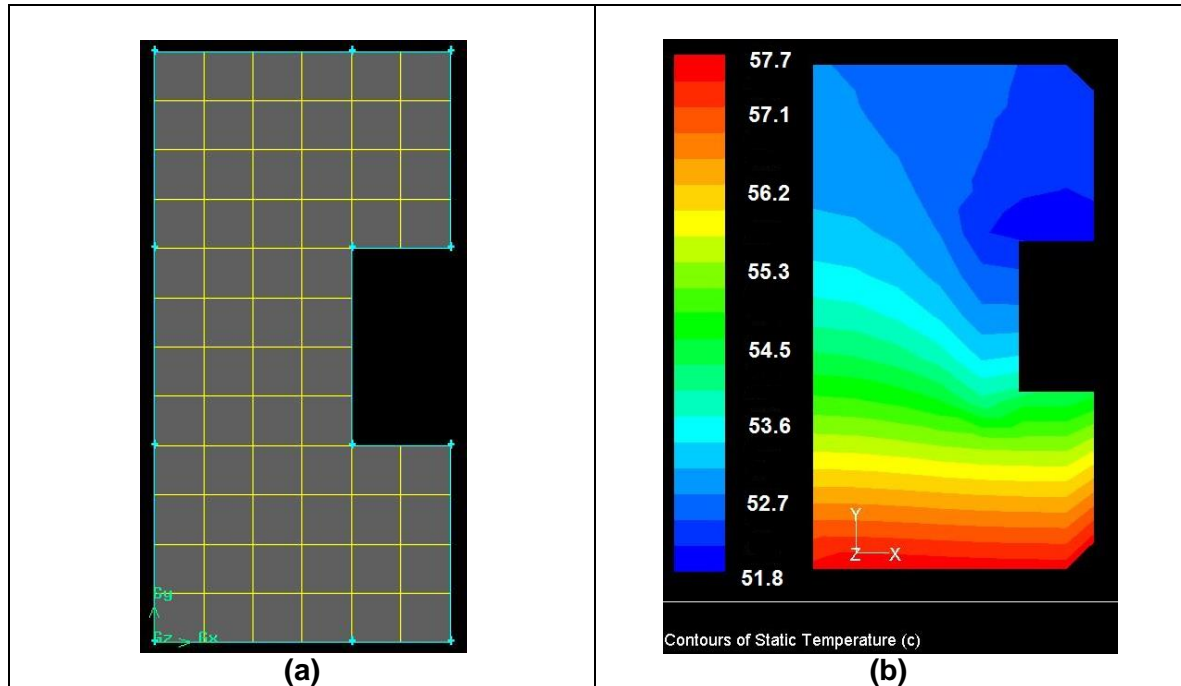 Gy
Gz Gx
(a)
57.7
57.1
56.2
55.3
54.5
53.6
52.7
51.8
Y
Z X
Contours of Static Temperature (c)
(b)